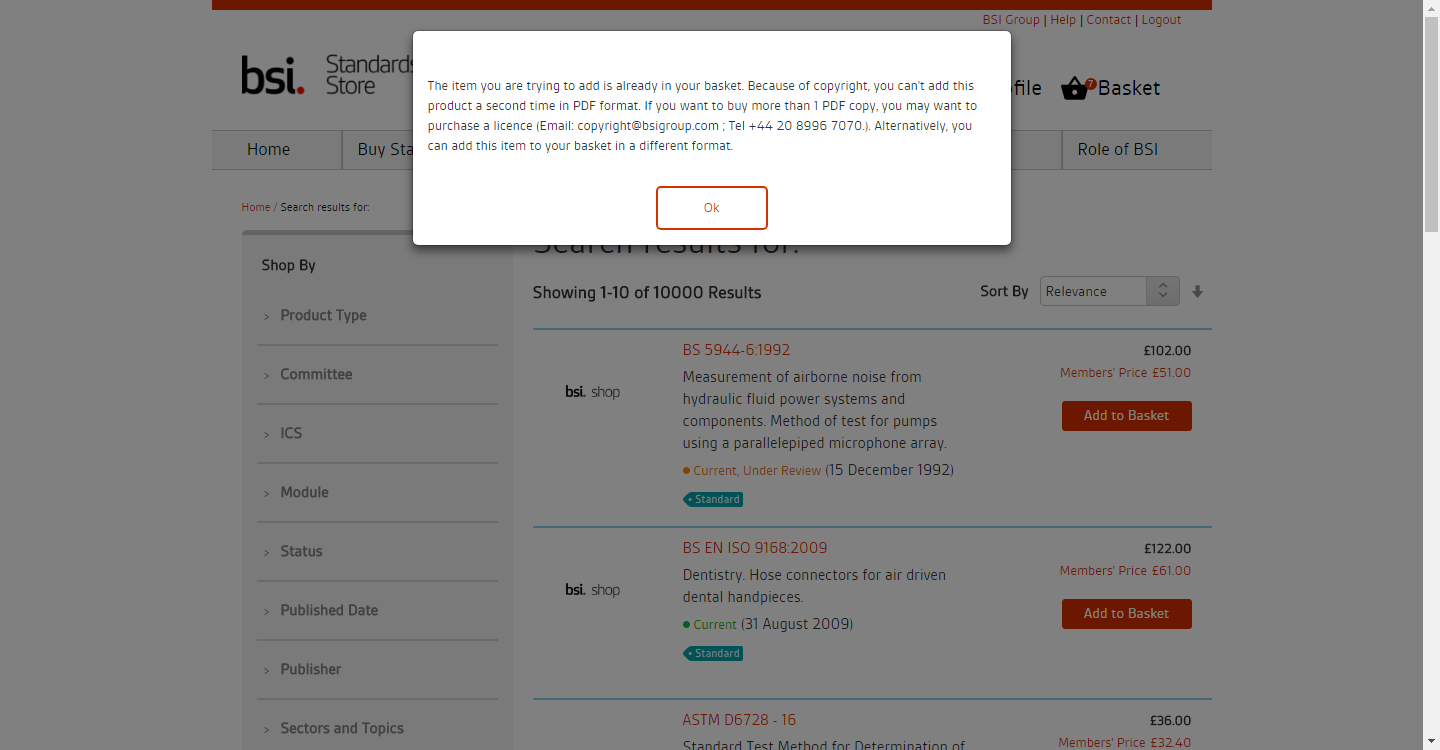 BSI Group | Help | Contact | Logout
bsi. Standards
Store
file
7
Basket
The item you are trying to add is already in your basket. Because of copyright, you can't add this
product a second time in PDF format. If you want to buy more than 1 PDF copy, you may want to
purchase a licence (Email: copyright@bsigroup.com ; Tel +44 20 8996 7070.). Alternatively, you
can add this item to your basket in a different format.
Ok
Home
Buy Sta
Role of BSI
Home / Search results for:
Search results for:
Shop By
> Product Type
> Committee
> ICS
> Module
> Status
> Published Date
> Publisher
> Sectors and Topics
Showing 1-10 of 10000 Results
Sort By Relevance
bsi. shop
BS 5944-6:1992
Measurement of airborne noise from
hydraulic fluid power systems and
components. Method of test for pumps
using a parallelepiped microphone array.
Current, Under Review (15 December 1992)
Standard
£102.00
Members' Price £51.00
Add to Basket
bsi. shop
BS EN ISO 9168:2009
Dentistry. Hose connectors for air driven
dental handpieces.
Current (31 August 2009)
Standard
£122.00
Members' Price £61.00
Add to Basket
ASTM D6728 - 16
Standard Test Method for Determination of
£36.00
Members' Price £32.40